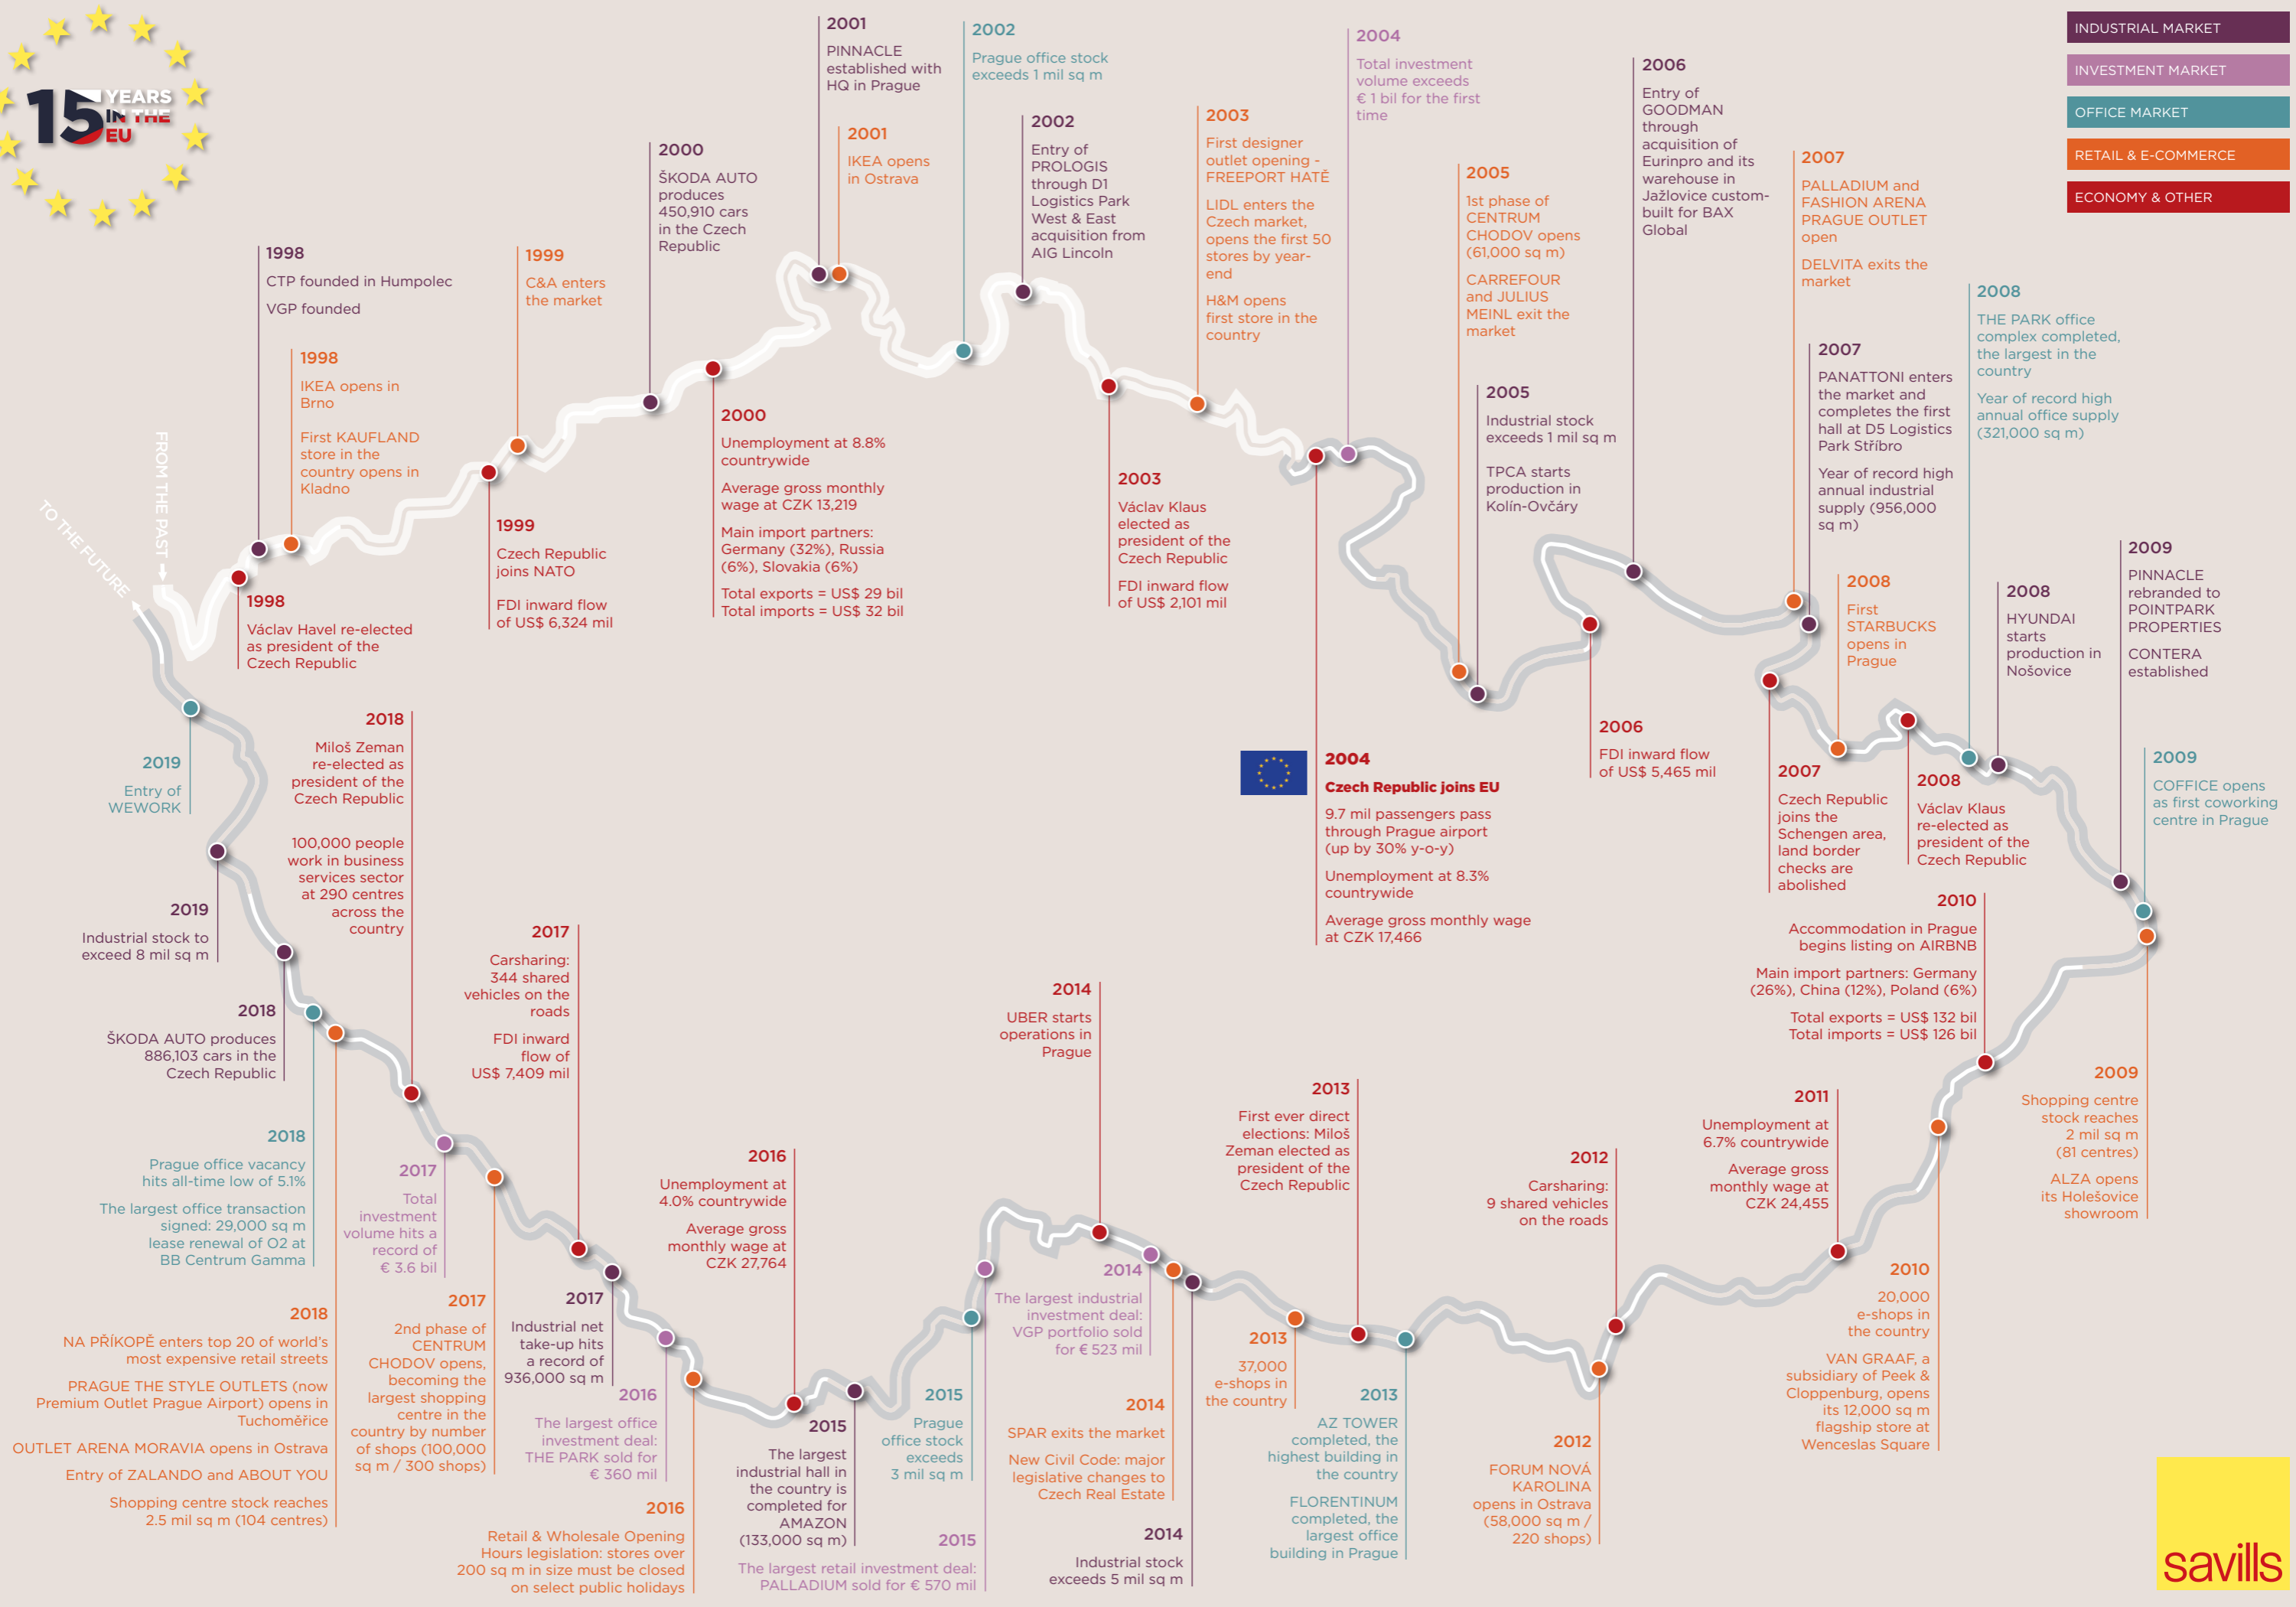 15 YEARS
IN THE
EU
INDUSTRIAL MARKET
INVESTMENT MARKET
OFFICE MARKET
RETAIL & E-COMMERCE
ECONOMY & OTHER
FROM THE PAST
TO THE FUTURE
1998
CTP founded in Humpolec
VGP founded
1998
IKEA opens in
Brno
First KAUFLAND
store in the
country opens in
Kladno
1998
Václav Havel re-elected
as president of the
Czech Republic
1999
C&A enters
the market
1999
Czech Republic
joins NATO
FDI inward flow
of US$ 6,324 mil
2000
ŠKODA AUTO
produces
450,910 cars
in the Czech
Republic
2000
Unemployment at 8.8%
countrywide
Average gross monthly
wage at CZK 13,219
Main import partners:
Germany (32%), Russia
(6%), Slovakia (6%)
Total exports = US$ 29 bil
Total imports = US$ 32 bil
2001
PINNACLE
established with
HQ in Prague
2001
IKEA opens
in Ostrava
2002
Prague office stock
exceeds 1 mil sq m
2002
Entry of
PROLOGIS
through D1
Logistics Park
West & East
acquisition from
AIG Lincoln
2003
Václav Klaus
elected as
president of the
Czech Republic
FDI inward flow
of US$ 2,101 mil
2003
First designer
outlet opening -
FREEPORT HATĚ
LIDL enters the
Czech market,
opens the first 50
stores by year-
end
H&M opens
first store in the
country
2004
Total investment
volume exceeds
€ 1 bil for the first
time
2004
Czech Republic joins EU
9.7 mil passengers pass
through Prague airport
(up by 30% y-o-y)
Unemployment at 8.3%
countrywide
Average gross monthly wage
at CZK 17,466
2005
1st phase of
CENTRUM
CHODOV opens
(61,000 sq m)
CARREFOUR
and JULIUS
MEINL exit the
market
2005
Industrial stock
exceeds 1 mil sq m
TPCA starts
production in
Kolín-Ovčáry
2006
Entry of
GOODMAN
through
acquisition of
Eurinpro and its
warehouse in
Jažlovice custom-
built for BAX
Global
2006
FDI inward flow
of US$ 5,465 mil
2007
PALLADIUM and
FASHION ARENA
PRAGUE OUTLET
open
DELVITA exits the
market
2007
PANATTONI enters
the market and
completes the first
hall at D5 Logistics
Park Stříbro
Year of record high
annual industrial
supply (956,000
sq m)
2007
Czech Republic
joins the
Schengen area,
land border
checks are
abolished
2008
First
STARBUCKS
opens in
Prague
2008
Václav Klaus
re-elected as
president of the
Czech Republic
2008
THE PARK office
complex completed,
the largest in the
country
Year of record high
annual office supply
(321,000 sq m)
2008
HYUNDAI
starts
production in
Nošovice
2009
PINNACLE
rebranded to
POINTPARK
PROPERTIES
CONTERA
established
2009
COFFICE opens
as first coworking
centre in Prague
2009
Shopping centre
stock reaches
2 mil sq m
(81 centres)
ALZA opens
its Holešovice
showroom
2010
Accommodation in Prague
begins listing on AIRBNB
Main import partners: Germany
(26%), China (12%), Poland (6%)
Total exports = US$ 132 bil
Total imports = US$ 126 bil
2010
20,000
e-shops in
the country
VAN GRAAF, a
subsidiary of Peek &
Cloppenburg, opens
its 12,000 sq m
flagship store at
Wenceslas Square
2011
Unemployment at
6.7% countrywide
Average gross
monthly wage at
CZK 24,455
2012
Carsharing:
9 shared vehicles
on the roads
2012
FORUM NOVÁ
KAROLINA
opens in Ostrava
(58,000 sq m /
220 shops)
2013
AZ TOWER
completed, the
highest building in
the country
FLORENTINUM
completed, the
largest office
building in Prague
2013
First ever direct
elections: Miloš
Zeman elected as
president of the
Czech Republic
2013
37,000
e-shops in
the country
2014
Industrial stock
exceeds 5 mil sq m
2014
SPAR exits the market
New Civil Code: major
legislative changes to
Czech Real Estate
2014
The largest industrial
investment deal:
VGP portfolio sold
for € 523 mil
2014
UBER starts
operations in
Prague
2015
The largest retail investment deal:
PALLADIUM sold for € 570 mil
2015
Prague
office stock
exceeds
3 mil sq m
2015
The largest
industrial hall in
the country is
completed for
AMAZON
(133,000 sq m)
2016
Unemployment at
4.0% countrywide
Average gross
monthly wage at
CZK 27,764
2016
Retail & Wholesale Opening
Hours legislation: stores over
200 sq m in size must be closed
on select public holidays
2016
The largest office
investment deal:
THE PARK sold for
€ 360 mil
2017
Industrial net
take-up hits
a record of
936,000 sq m
2017
Carsharing:
344 shared
vehicles on the
roads
FDI inward
flow of
US$ 7,409 mil
2017
2nd phase of
CENTRUM
CHODOV opens,
becoming the
largest shopping
centre in the
country by number
of shops (100,000
sq m / 300 shops)
2017
Total
investment
volume hits a
record of
€ 3.6 bil
2018
Miloš Zeman
re-elected as
president of the
Czech Republic
100,000 people
work in business
services sector
at 290 centres
across the
country
2018
NA PŘÍKOPĚ enters top 20 of world's
most expensive retail streets
PRAGUE THE STYLE OUTLETS (now
Premium Outlet Prague Airport) opens in
Tuchoměřice
OUTLET ARENA MORAVIA opens in Ostrava
Entry of ZALANDO and ABOUT YOU
Shopping centre stock reaches
2.5 mil sq m (104 centres)
2018
Prague office vacancy
hits all-time low of 5.1%
The largest office transaction
signed: 29,000 sq m
lease renewal of O2 at
BB Centrum Gamma
2018
ŠKODA AUTO produces
886,103 cars in the
Czech Republic
2019
Industrial stock to
exceed 8 mil sq m
2019
Entry of
WEWORK
savills